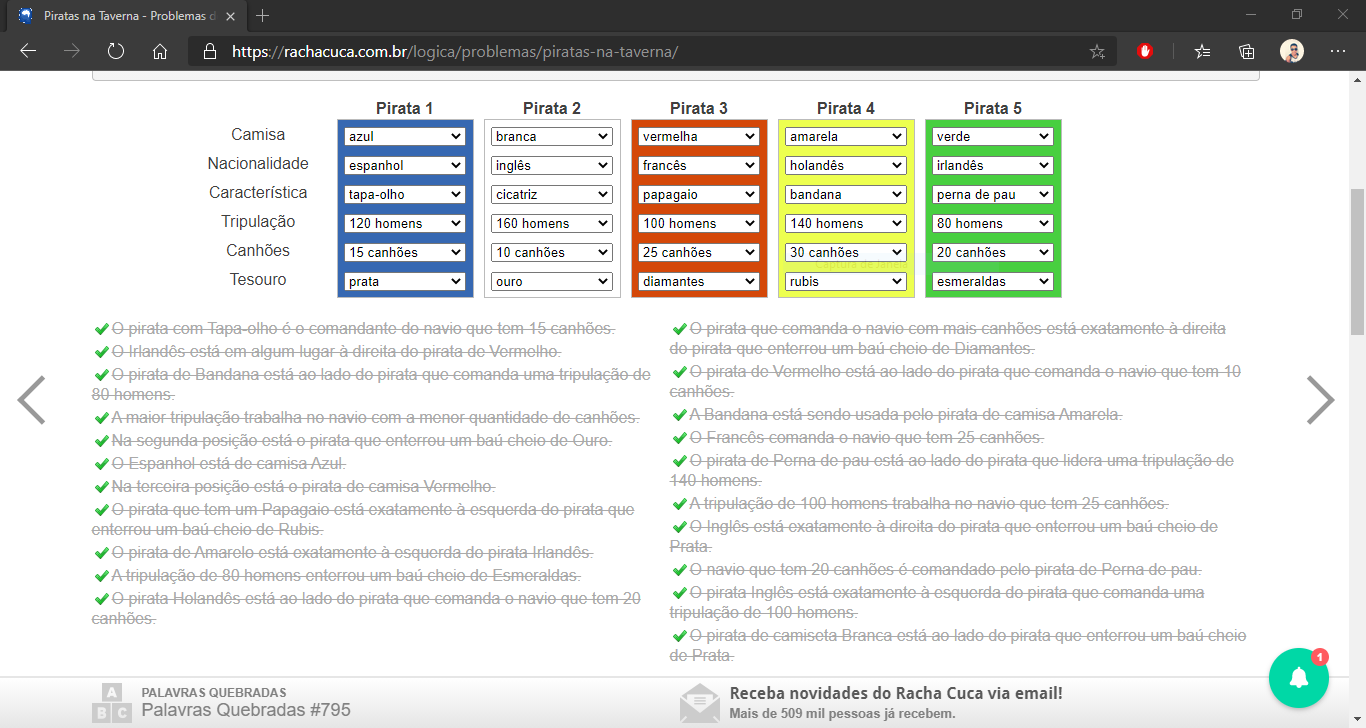 Piratas na Taverna - Problemas d
https://rachacuca.com.br/logica/problemas/piratas-na-taverna/
Pirata 1 Pirata 2 Pirata 3 Pirata 4 Pirata 5
Camisa azul branca vermelha amarela verde
Nacionalidade espanhol inglês francês holandês irlandês
Característica tapa-olho cicatriz papagaio bandana perna de pau
Tripulação 120 homens 160 homens 100 homens 140 homens 80 homens
Canhões 15 canhões 10 canhões 25 canhões 30 canhões 20 canhões
Captura de Janela
Tesouro prata ouro diamantes rubis esmeraldas
O pirata com Tapa-olho é o comandante do navio que tem 15 canhões.
O Irlandês está em algum lugar à direita do pirata de Vermelho.
O pirata de Bandana está ao lado do pirata que comanda uma tripulação de
80 homens.
A maior tripulação trabalha no navio com a menor quantidade de canhões.
Na segunda posição está o pirata que enterrou um baú cheio de Ouro.
O Espanhol está de camisa Azul.
Na terceira posição está o pirata de camisa Vermelho.
O pirata que tem um Papagaio está exatamente à esquerda do pirata que
enterrou um baú cheio de Rubis.
O pirata de Amarelo está exatamente à esquerda do pirata Irlandês.
A tripulação de 80 homens enterrou um baú cheio de Esmeraldas.
O pirata Holandês está ao lado do pirata que comanda o navio que tem 20
canhões.
O pirata que comanda o navio com mais canhões está exatamente à direita
do pirata que enterrou um baú cheio de Diamantes.
O pirata de Vermelho está ao lado do pirata que comanda o navio que tem 10
canhões.
A Bandana está sendo usada pelo pirata de camisa Amarela.
O Francês comanda o navio que tem 25 canhões.
O pirata de Perna de pau está ao lado do pirata que lidera uma tripulação de
140 homens.
A tripulação de 100 homens trabalha no navio que tem 25 canhões.
O Inglês está exatamente à direita do pirata que enterrou um baú cheio de
Prata.
O navio que tem 20 canhões é comandado pelo pirata de Perna de pau.
O pirata Inglês está exatamente à esquerda do pirata que comanda uma
tripulação de 100 homens.
O pirata de camiseta Branca está ao lado do pirata que enterrou um baú cheio
de Prata.
1
A
B C
PALAVRAS QUEBRADAS
Palavras Quebradas #795
Receba novidades do Racha Cuca via email!
Mais de 509 mil pessoas já recebem.